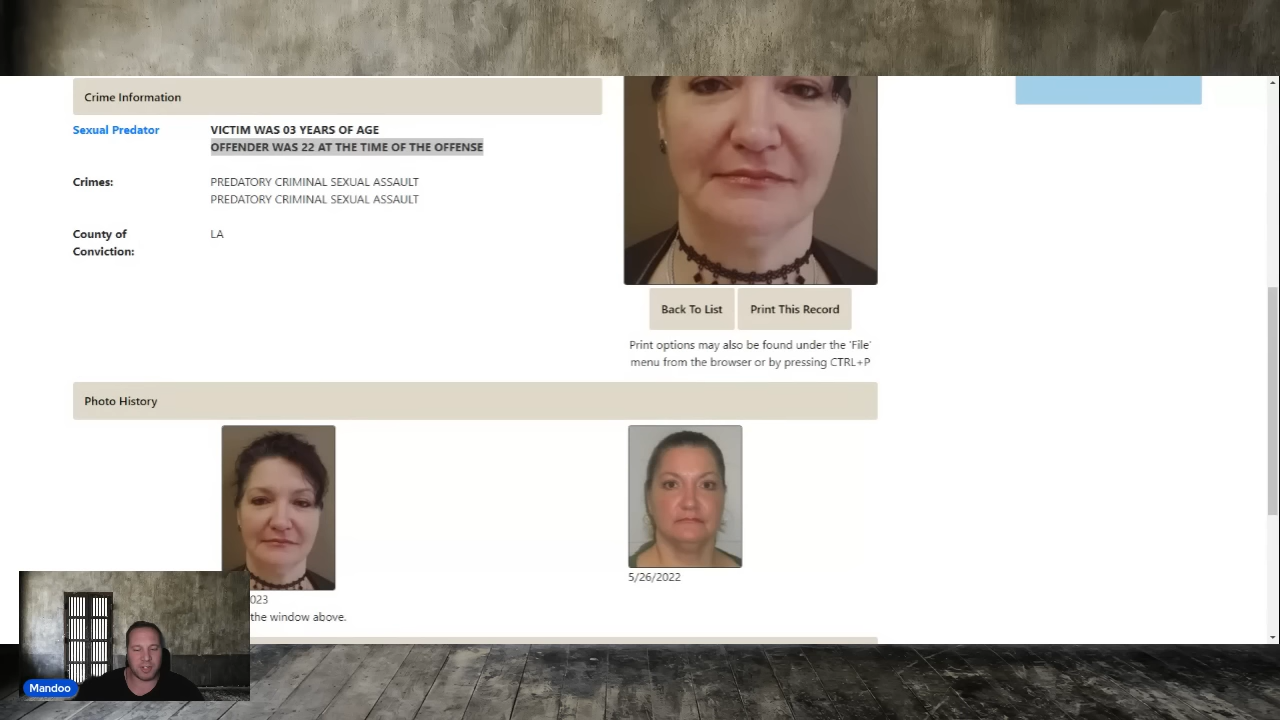 Crime Information
Sexual Predator
VICTIM WAS 03 YEARS OF AGE
OFFENDER WAS 22 AT THE TIME OF THE OFFENSE
Crimes:
PREDATORY CRIMINAL SEXUAL ASSAULT
PREDATORY CRIMINAL SEXUAL ASSAULT
County of
Conviction:
LA
Back To List
Print This Record
Print options may also be found under the 'File'
menu from the browser or by pressing CTRL+P
Photo History
5/26/2022
023
the window above.
Mandoo